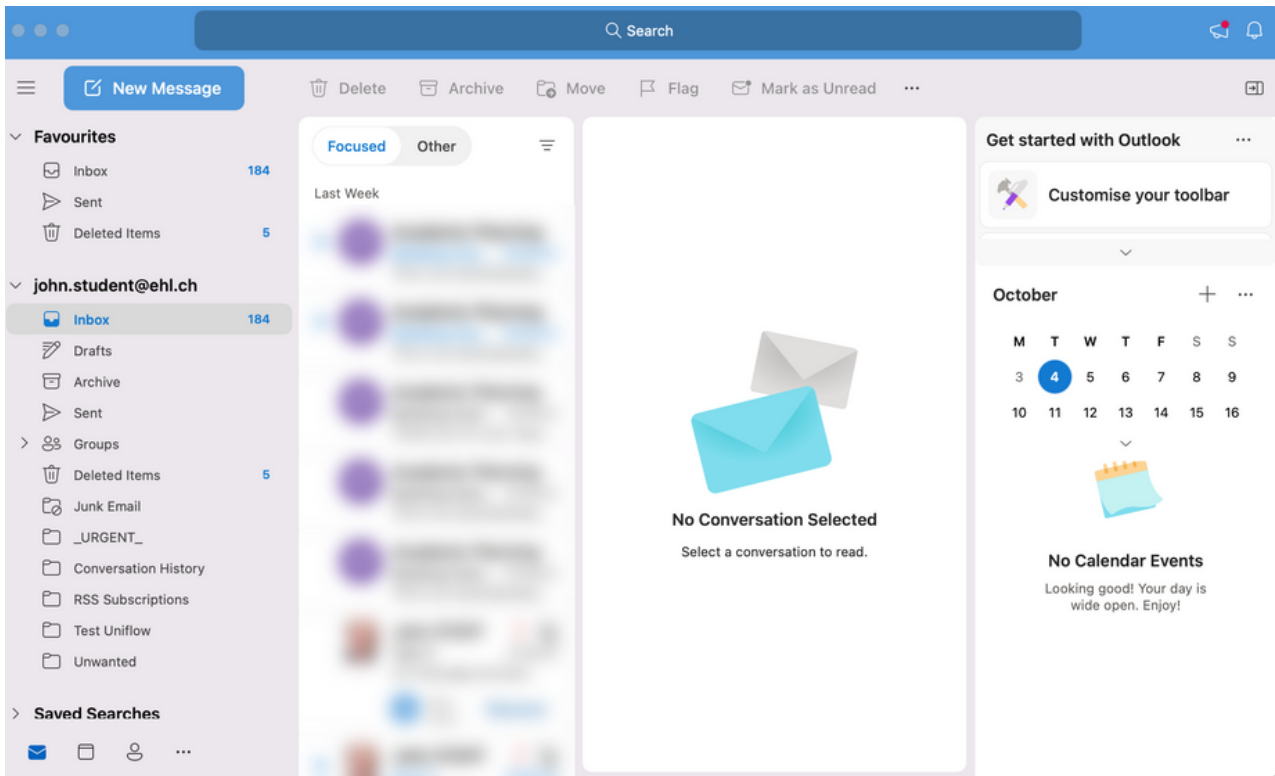 Search
New Message
Delete
Archive
Move
Flag
Mark as Unread
Favourites
Inbox 184
Sent
Deleted Items 5
john.student@ehl.ch
Inbox 184
Drafts
Archive
Sent
Groups
Deleted Items 5
Junk Email
_URGENT_
Conversation History
RSS Subscriptions
Test Uniflow
Unwanted
Saved Searches
Focused Other
Last Week
No Conversation Selected
Select a conversation to read.
Get started with Outlook
Customise your toolbar
October
M T W T F S S
3 4 5 6 7 8 9
10 11 12 13 14 15 16
No Calendar Events
Looking good! Your day is
wide open. Enjoy!